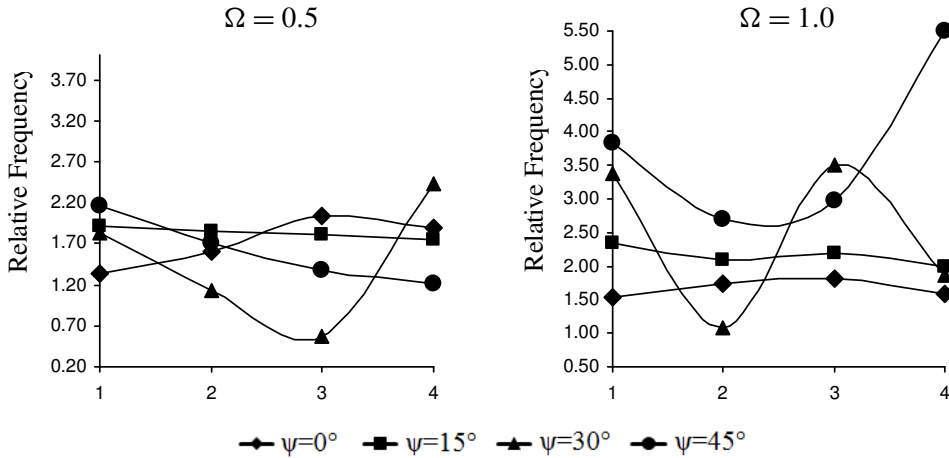 Ω = 0.5
Relative Frequency
3.70
3.20
2.70
2.20
1.70
1.20
0.70
0.20
1 2 3 4
Ω = 1.0
Relative Frequency
5.50
5.00
4.50
4.00
3.50
3.00
2.50
2.00
1.50
1.00
0.50
1 2 3 4
ψ=0° ψ=15° ψ=30° ψ=45°